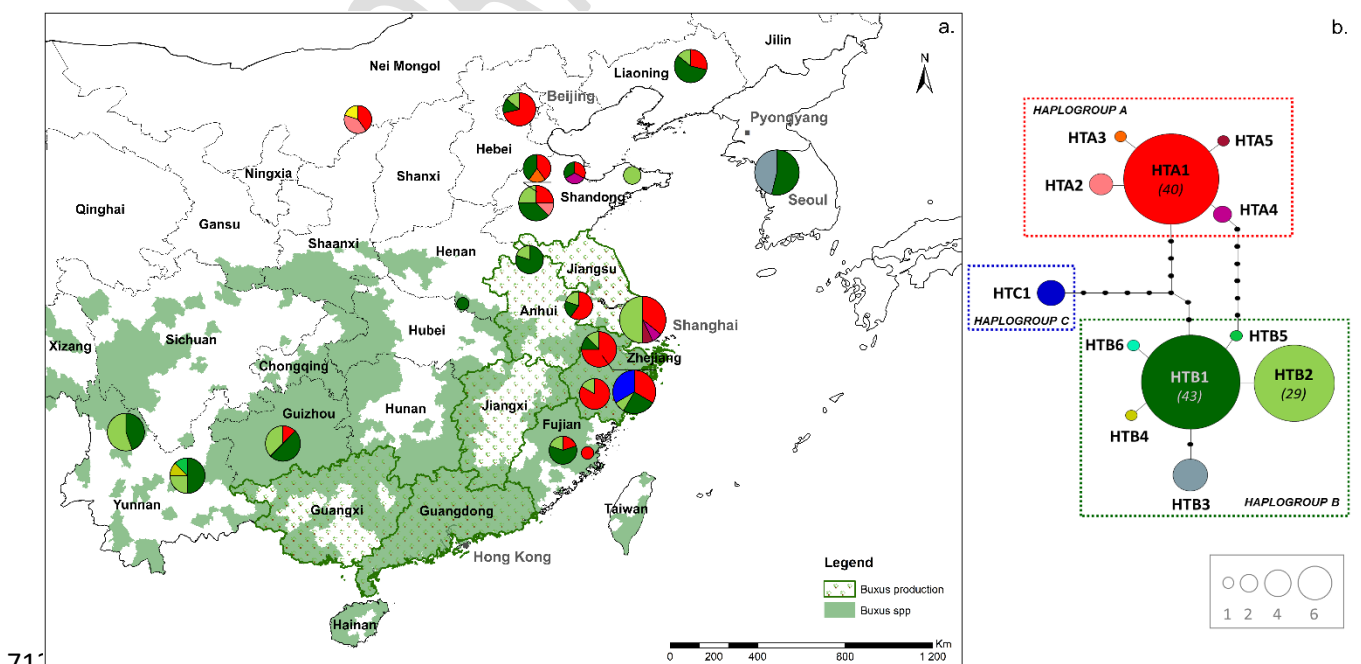 a.
b.
Jilin
Nei Mongol
Liaoning
N
Beijing
HAPLOGROUP A
Pyongyang
HTA3
HTA5
Hebei
HTA1
(40)
HTA2
Ningxia
Shanxi
Shandong
Seoul
HTA4
Qinghai
Gansu
Shaanxi
Henan
Jiangsu
HTC1
HAPLOGROUP C
Anhui
Shanghai
Hubei
Sichuan
Xizang
HTB6
HTB5
Zhejiang
Chongqing
HTB1
(43)
HTB2
(29)
Guizhou
Hunan
Jiangxi
HTB4
Fujian
HTB3
HAPLOGROUP B
Yunnan
Guangxi
Guangdong
Taiwan
Hong Kong
Legend
Buxus production
Buxus spp
1 2 4 6
Hainan
Km
0 200 400 800 1 200